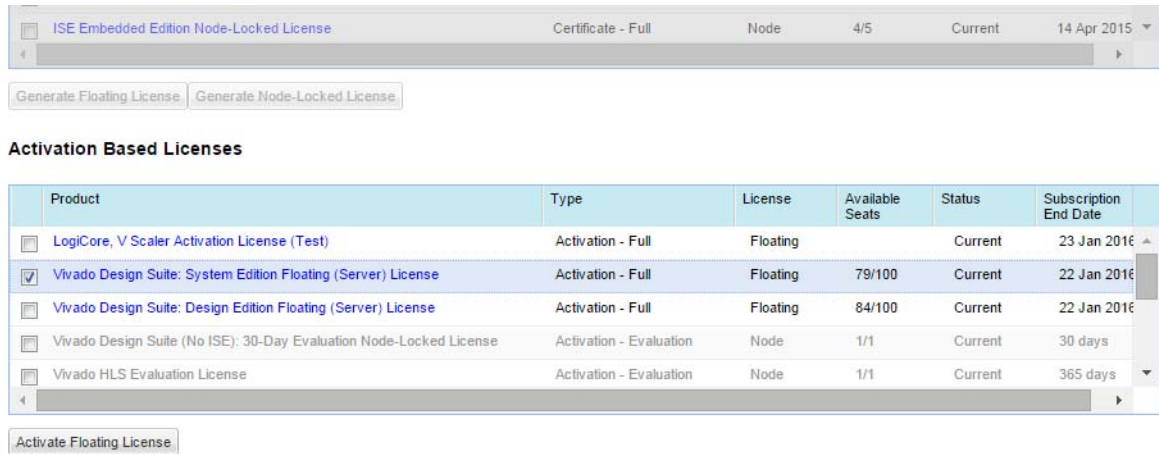 ISE Embedded Edition Node-Locked License Certificate - Full Node 4/5 Current 14 Apr 2015
Generate Floating License Generate Node-Locked License
Activation Based Licenses
Product Type License Available Seats Status Subscription End Date
LogiCore, V Scaler Activation License (Test) Activation - Full Floating Current 23 Jan 2016
Vivado Design Suite: System Edition Floating (Server) License Activation - Full Floating 79/100 Current 22 Jan 2016
Vivado Design Suite: Design Edition Floating (Server) License Activation - Full Floating 84/100 Current 22 Jan 2016
Vivado Design Suite (No ISE): 30-Day Evaluation Node-Locked License Activation - Evaluation Node 1/1 Current 30 days
Vivado HLS Evaluation License Activation - Evaluation Node 1/1 Current 365 days
Activate Floating License